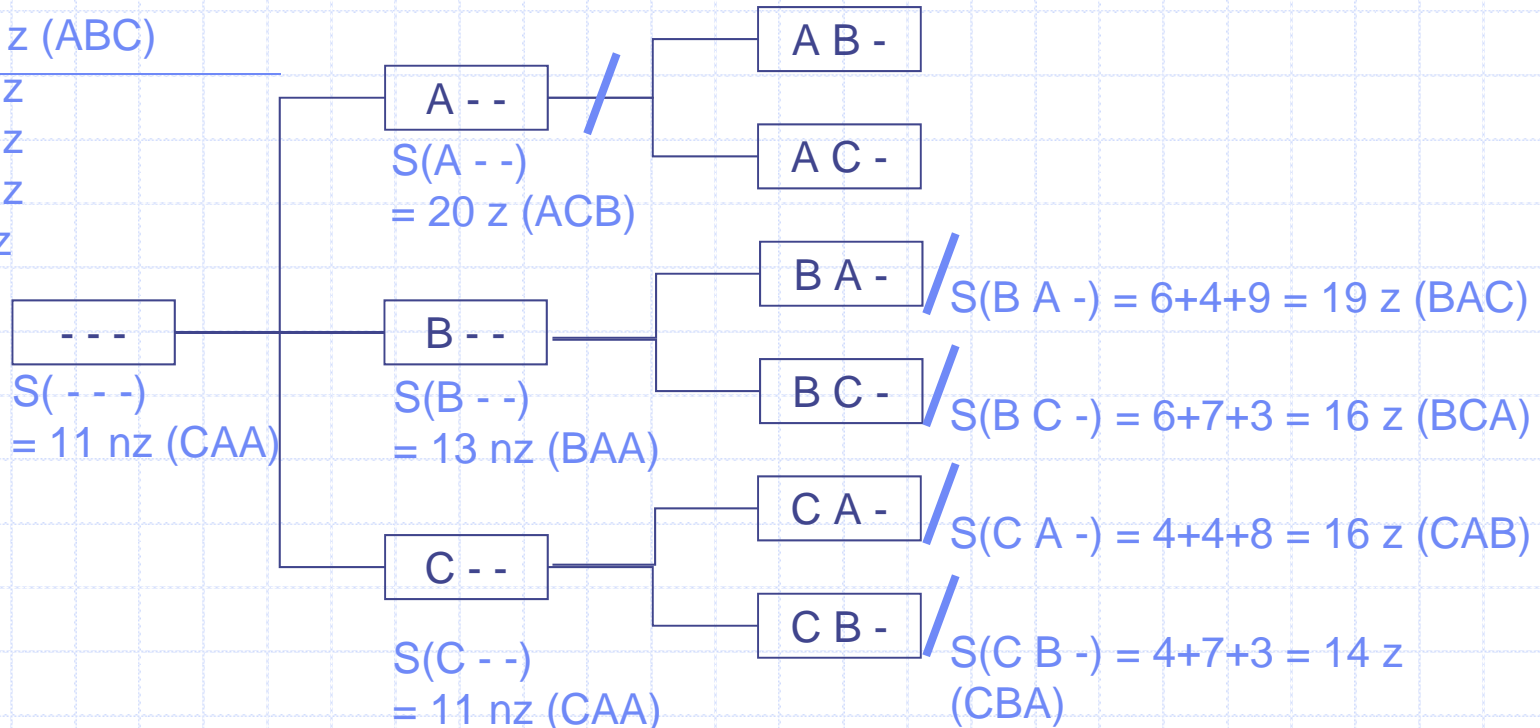 z (ABC)
z
z
z
z
- - -
S( - - -)
= 11 nz (CAA)
A - -
S(A - -)
= 20 z (ACB)
B - -
S(B - -)
= 13 nz (BAA)
C - -
S(C - -)
= 11 nz (CAA)
A B -
A C -
B A -
S(B A -) = 6+4+9 = 19 z (BAC)
B C -
S(B C -) = 6+7+3 = 16 z (BCA)
C A -
S(C A -) = 4+4+8 = 16 z (CAB)
C B -
S(C B -) = 4+7+3 = 14 z
(CBA)